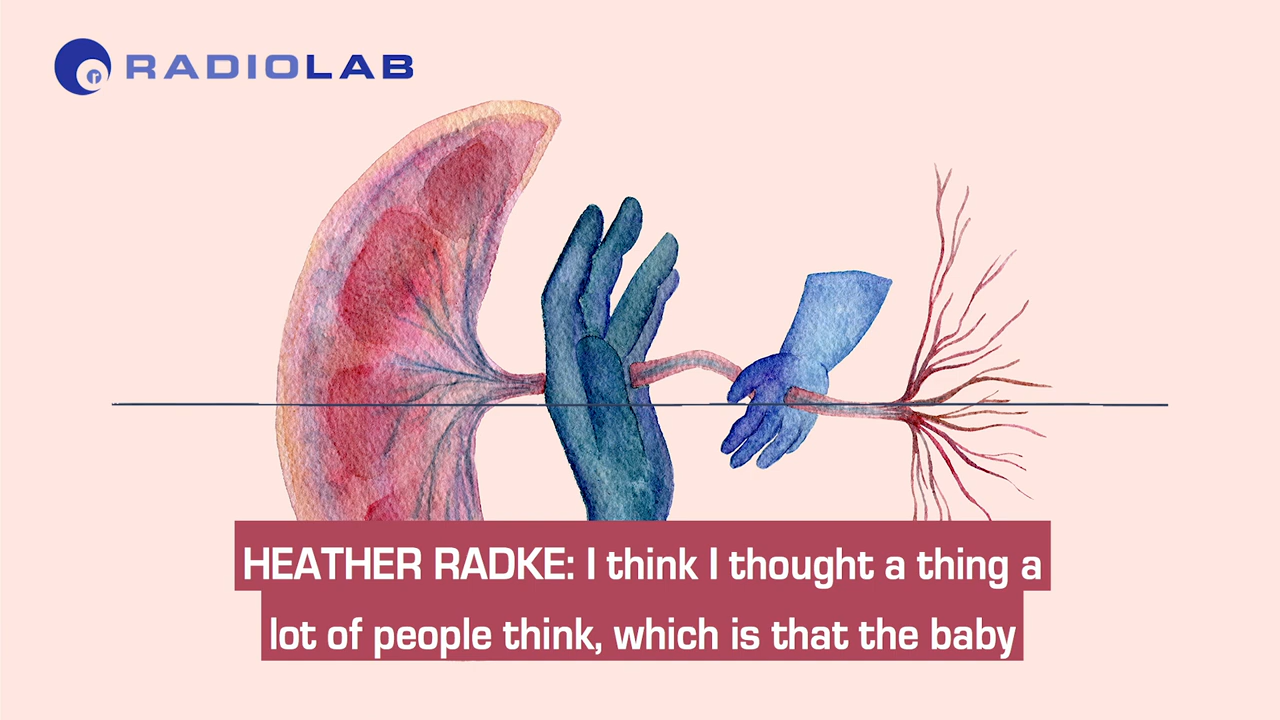 RADIOLAB
HEATHER RADKE: I think I thought a thing a
lot of people think, which is that the baby